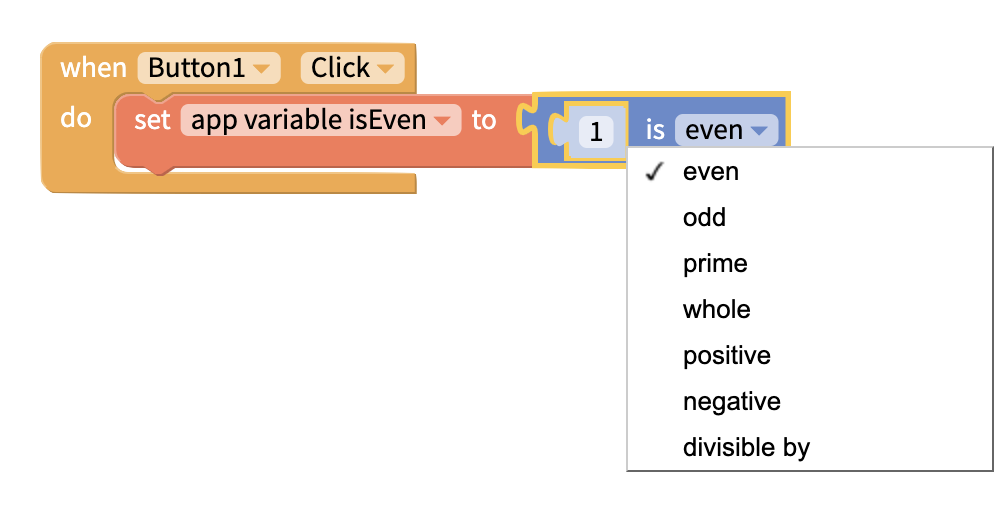 when Button1 Click
do set app variable isEven to 1 is even
even
odd
prime
whole
positive
negative
divisible by